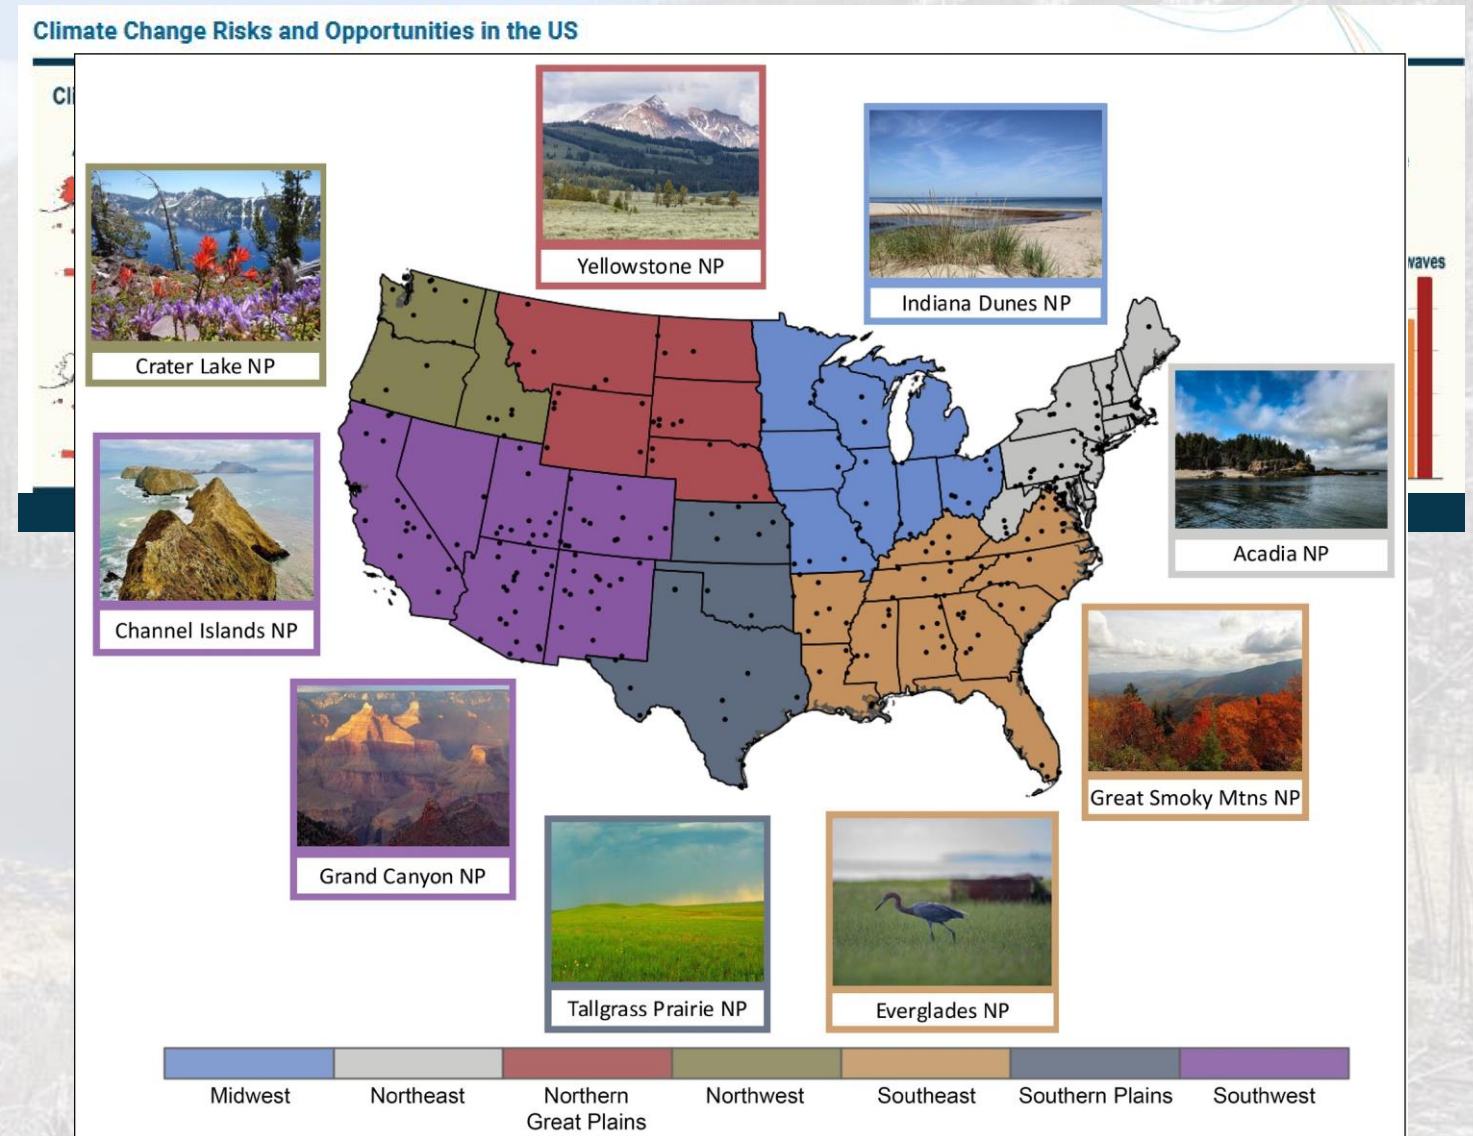 Climate Change Risks and Opportunities in the US
Cli
Yellowstone NP
Indiana Dunes NP
Crater Lake NP
waves
Acadia NP
Channel Islands NP
Great Smoky Mtns NP
Grand Canyon NP
Tallgrass Prairie NP
Everglades NP
Midwest
Northeast
Northern
Great Plains
Northwest
Southeast
Southern Plains
Southwest